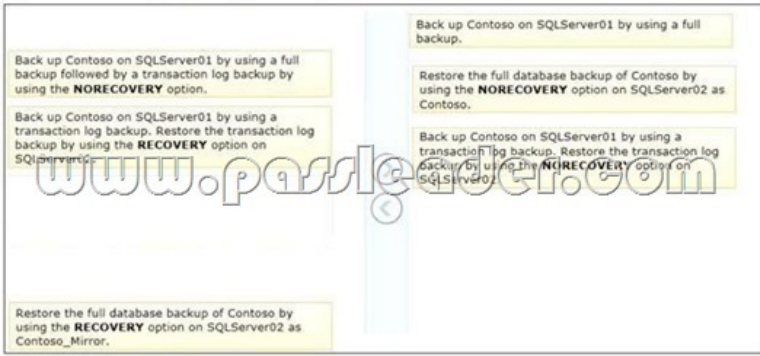 Back up Contoso on SQLServer01 by using a full
backup followed by a transaction log backup by
using the NORECOVERY option.
Back up Contoso on SQLServer01 by using a
transaction log backup. Restore the transaction log
backup by using the RECOVERY option on
SQLServer02.
Restore the full database backup of Contoso by
using the RECOVERY option on SQLServer02 as
Contoso_Mirror.
Back up Contoso on SQLServer01 by using a full
backup.
Restore the full database backup of Contoso by
using the NORECOVERY option on SQLServer02 as
Contoso.
Back up Contoso on SQLServer01 by using a
transaction log backup. Restore the transaction log
backup by using the NORECOVERY option on
SQLServer02
www.passleader.com